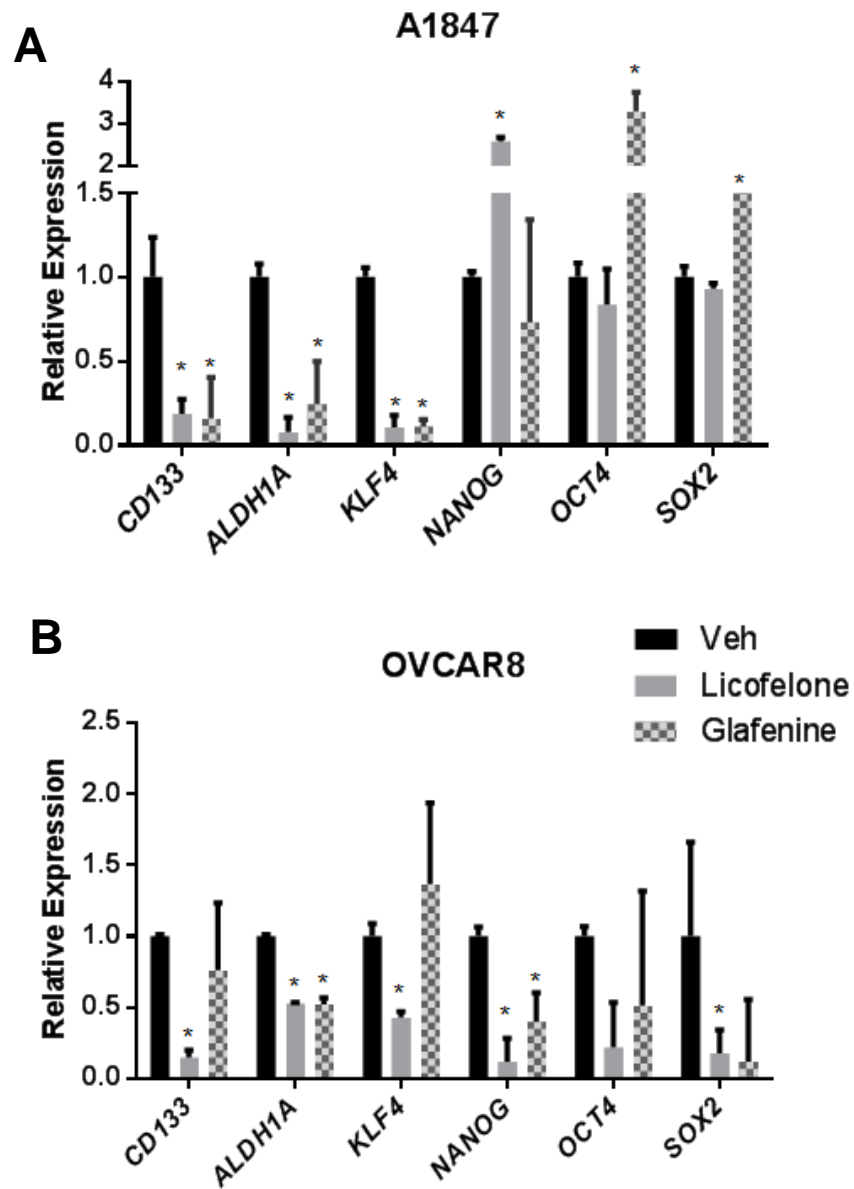 A
A1847
Relative Expression
4
3
2
1.5
1.0
0.5
0.0
* * * * * * * * *
CD133 ALDH1A KLF4 NANOG OCT4 SOX2
B
OVCAR8
Veh
Licofelone
Glafenine
Relative Expression
2.5
2.0
1.5
1.0
0.5
0.0
* * * * * * *
CD133 ALDH1A KLF4 NANOG OCT4 SOX2